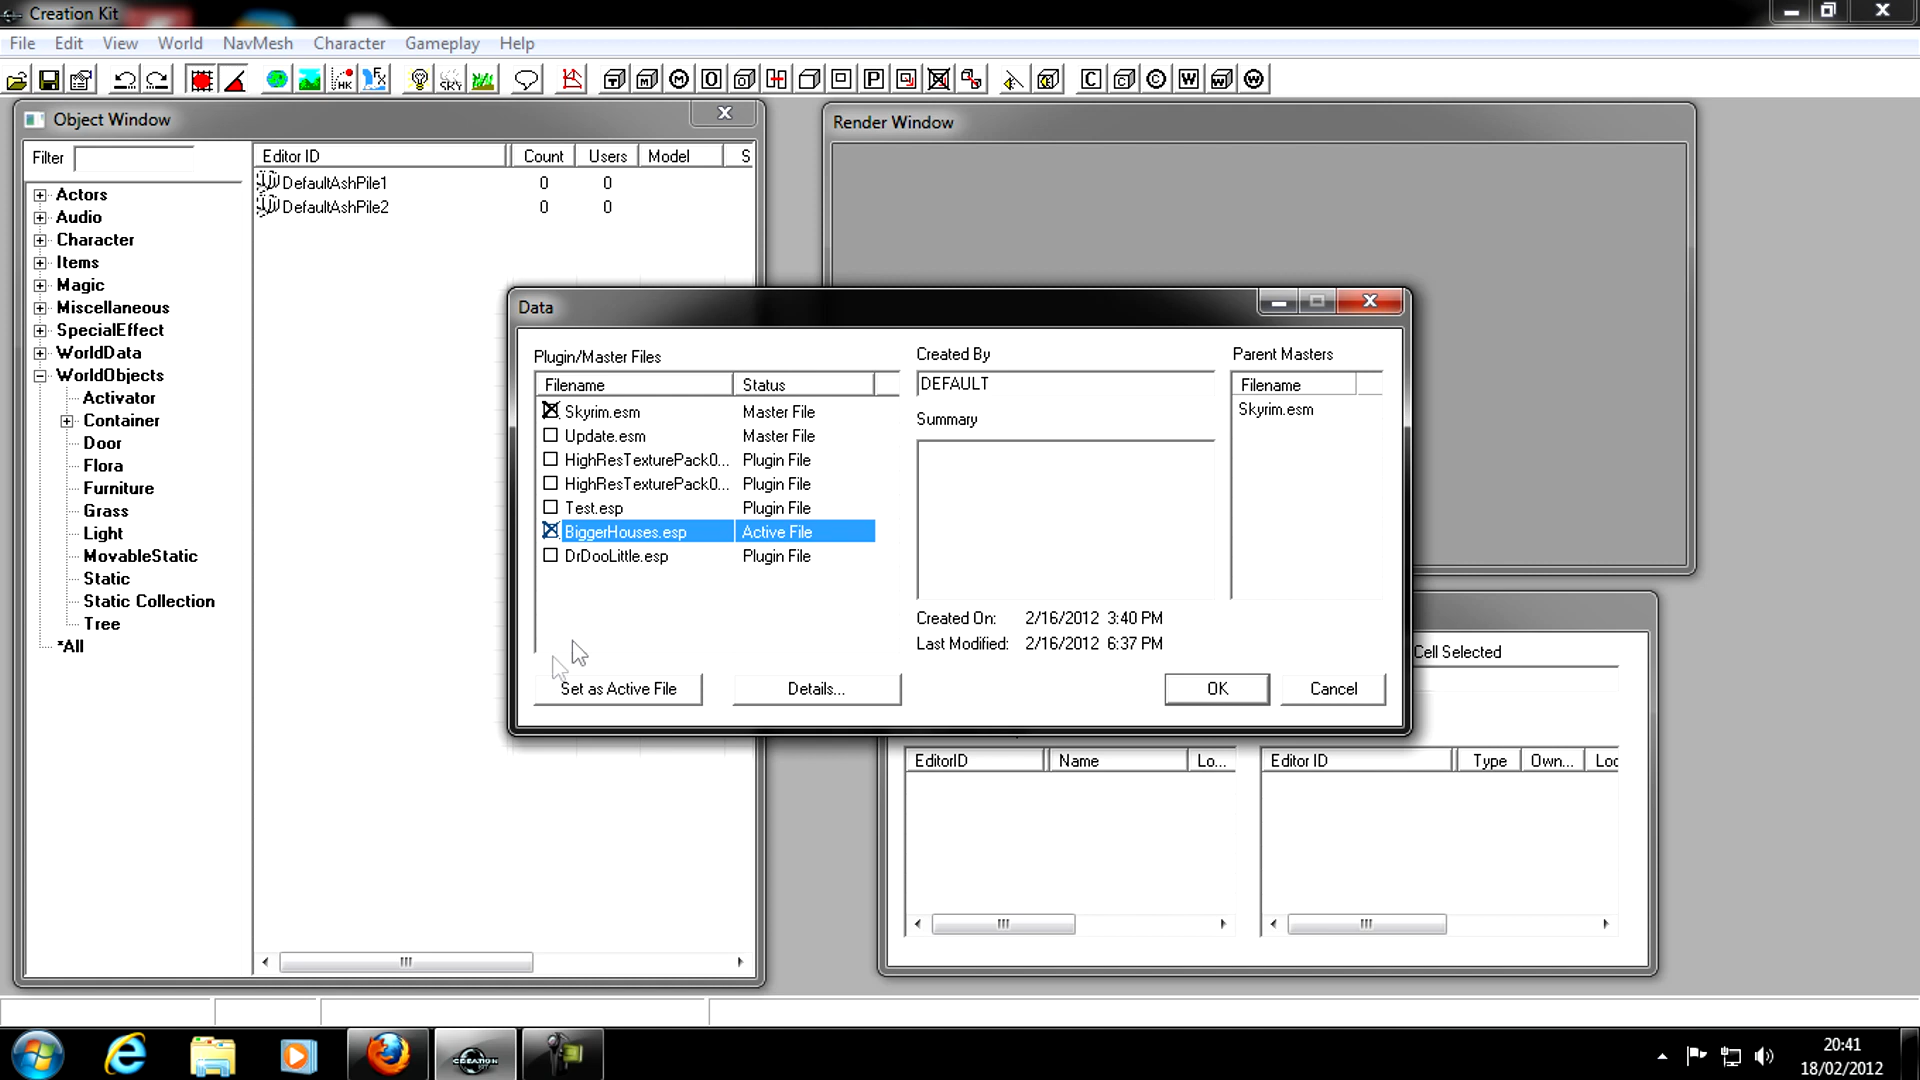 Creation Kit
File Edit View World NavMesh Character Gameplay Help
Object Window
Filter
Editor ID Count Users Model S
DefaultAshPile1 0 0
DefaultAshPile2 0 0
Actors
Audio
Character
Items
Magic
Miscellaneous
SpecialEffect
WorldData
WorldObjects
Activator
Container
Door
Flora
Furniture
Grass
Light
MovableStatic
Static
Static Collection
Tree
*All
Render Window
Data
Plugin/Master Files
Filename Status
Skyrim.esm Master File
Update.esm Master File
HighResTexturePack0... Plugin File
HighResTexturePack0... Plugin File
Test.esp Plugin File
BiggerHouses.esp Active File
DrDooLittle.esp Plugin File
Set as Active File
Details...
Created By
DEFAULT
Summary
Created On: 2/16/2012 3:40 PM
Last Modified: 2/16/2012 6:37 PM
Parent Masters
Filename
Skyrim.esm
OK
Cancel
Cell Selected
EditorID Name Lo...
Editor ID Type Own... Loc
20:41
18/02/2012